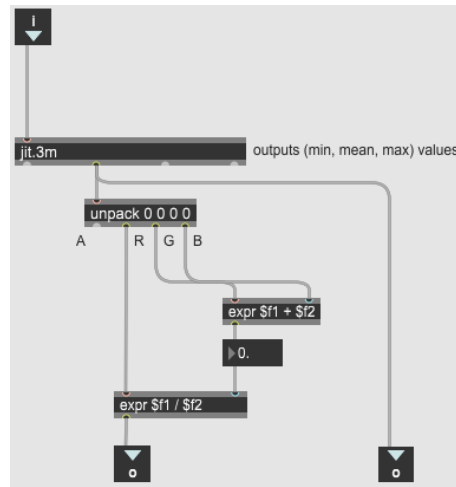 i
jit.3m
outputs (min, mean, max) values
unpack 0 0 0 0
A R G B
expr $f1 + $f2
0.
expr $f1 / $f2
o
o